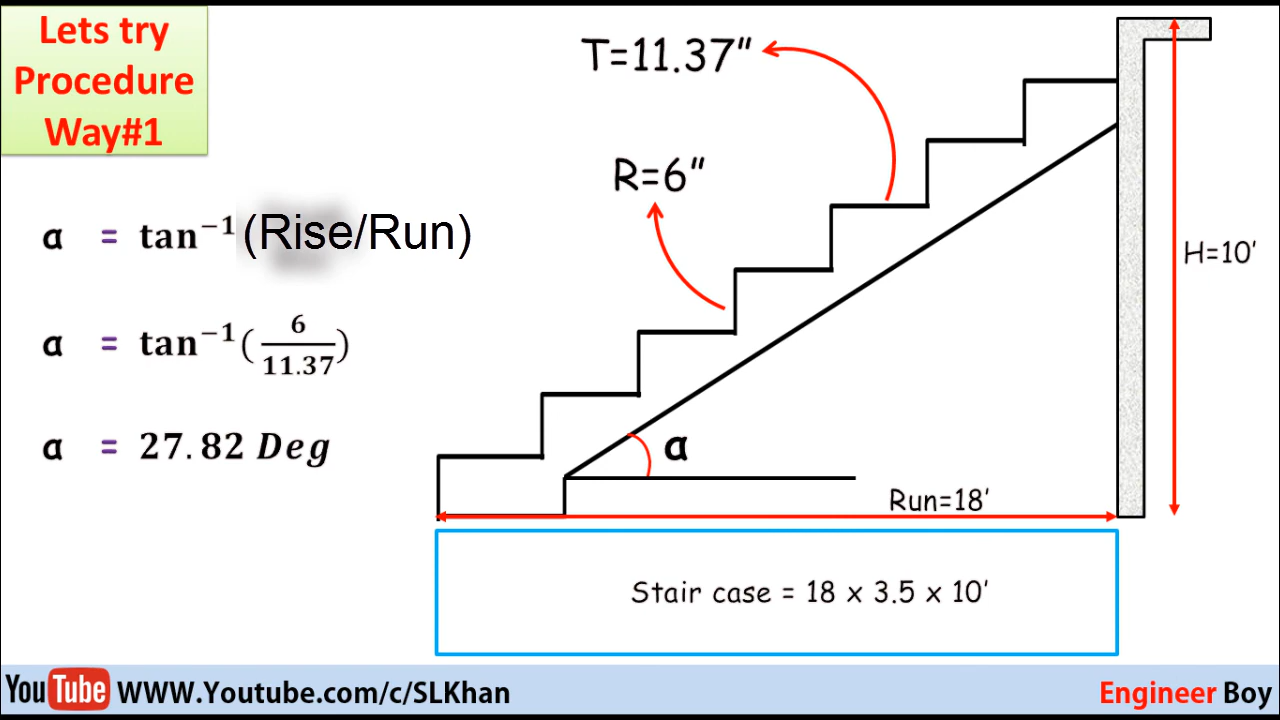 Lets try
Procedure
Way#1
T=11.37"
R=6"
α = tan⁻¹(Rise/Run)
α = tan⁻¹(6/11.37)
α = 27.82 Deg
H=10'
α
Run=18'
Stair case = 18 x 3.5 x 10'
YouTube WWW.Youtube.com/c/SLKhan
Engineer Boy